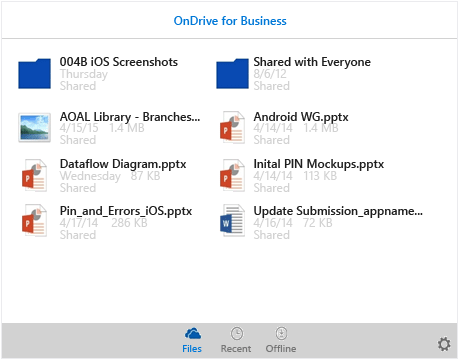 OnDrive for Business
004B iOS Screenshots
Thursday
Shared
Shared with Everyone
8/6/12
Shared
AOAL Library - Branches...
4/15/15 1.4 MB
Shared
Android WG.pptx
4/14/14 1.4 MB
Shared
Dataflow Diagram.pptx
Wednesday 87 KB
Shared
Inital PIN Mockups.pptx
4/14/14 113 KB
Shared
Pin_and_Errors_iOS.pptx
4/17/14 286 KB
Shared
Update Submission_appname...
4/16/14 72 KB
Shared
Files Recent Offline